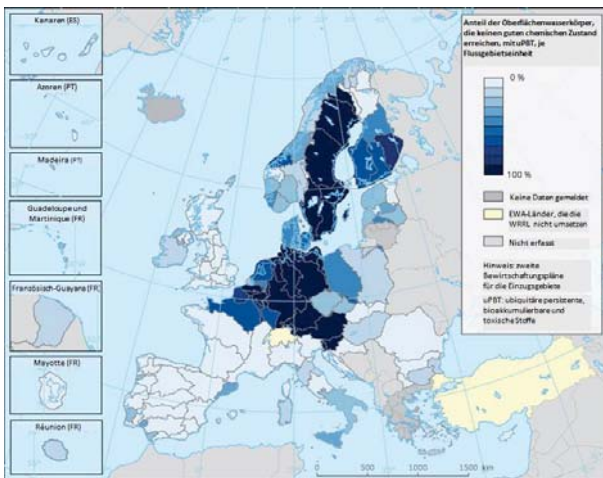 Kanaren (ES)
Azoren (PT)
Madeira (PT)
Guadeloupe und
Martinique (FR)
Französisch-Guayana (FR)
Mayotte (FR)
Réunion (FR)
Anteil der Oberflächenwasserkörper,
die keinen guten chemischen Zustand
erreichen, mit uPBT, je
Flussgebietseinheit
0 %
100 %
Keine Daten gemeldet
EWA-Länder, die die
WRRL nicht umsetzen
Nicht erfasst
Hinweis: zweite
Bewirtschaftungspläne
für die Einzugsgebiete
uPBT: ubiquitäre persistente,
bioakkumulierbare und
toxische Stoffe
0 500 1000 1500 km